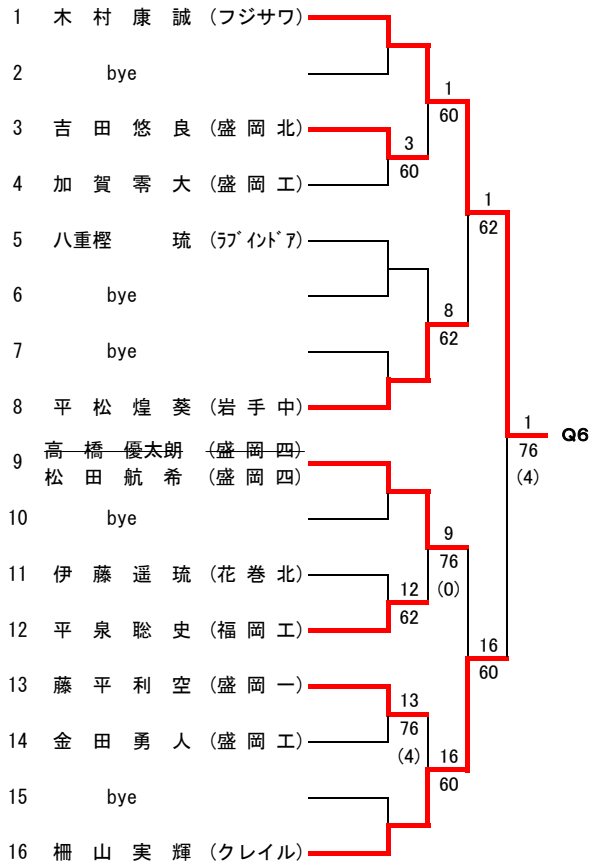 1 木村康誠 (フジサワ)
2 bye
1
60
3 吉田悠良 (盛岡北)
3
60
4 加賀零大 (盛岡工)
1
62
5 八重樫 琉 (ラブインドア)
6 bye
8
62
7 bye
8 平松煌葵 (岩手中)
1
76
(4)
Q6
高橋優太朗 (盛岡四)
9 松田航希 (盛岡四)
10 bye
9
76
(0)
11 伊藤遥琉 (花巻北)
12
62
12 平泉聡史 (福岡工)
16
60
13 藤平利空 (盛岡一)
13
76
(4)
14 金田勇人 (盛岡工)
16
60
15 bye
16 柵山実輝 (クレイル)